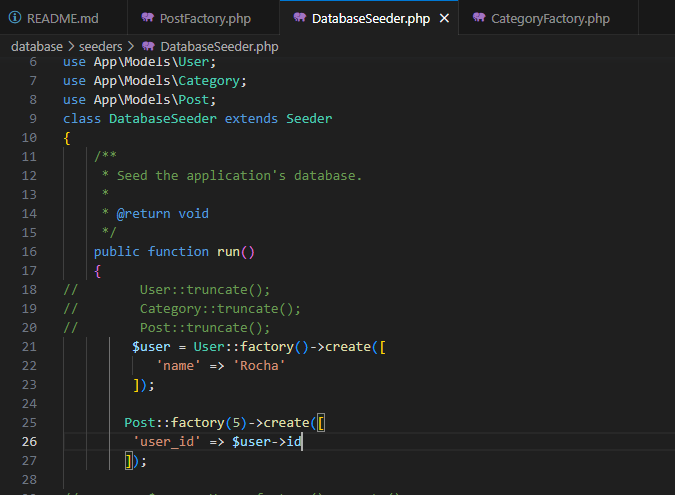 README.md PostFactory.php DatabaseSeeder.php × CategoryFactory.php
database > seeders > DatabaseSeeder.php
6 use App\Models\User;
7 use App\Models\Category;
8 use App\Models\Post;
9 class DatabaseSeeder extends Seeder
10 {
11 /**
12 * Seed the application's database.
13 *
14 * @return void
15 */
16 public function run()
17 {
18 // User::truncate();
19 // Category::truncate();
20 // Post::truncate();
21 $user = User::factory()->create([
22 'name' => 'Rocha'
23 ]);
24
25 Post::factory(5)->create([
26 'user_id' => $user->id
27 ]);
28